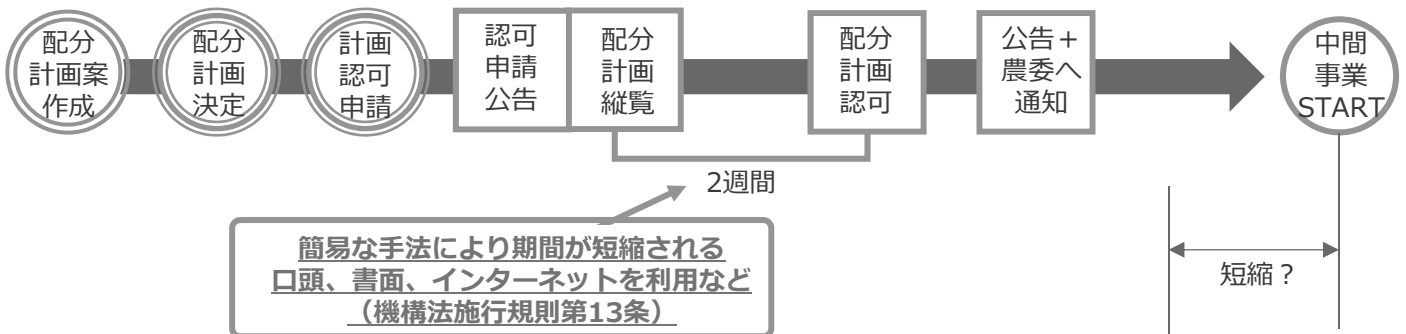 配分
計画案
作成
配分
計画
決定
計画
認可
申請
認可
申請
公告
配分
計画
縦覧
配分
計画
認可
公告＋
農委へ
通知
中間
事業
START
2週間
簡易な手法により期間が短縮される
口頭、書面、インターネットを利用など
（機構法施行規則第13条）
短縮？